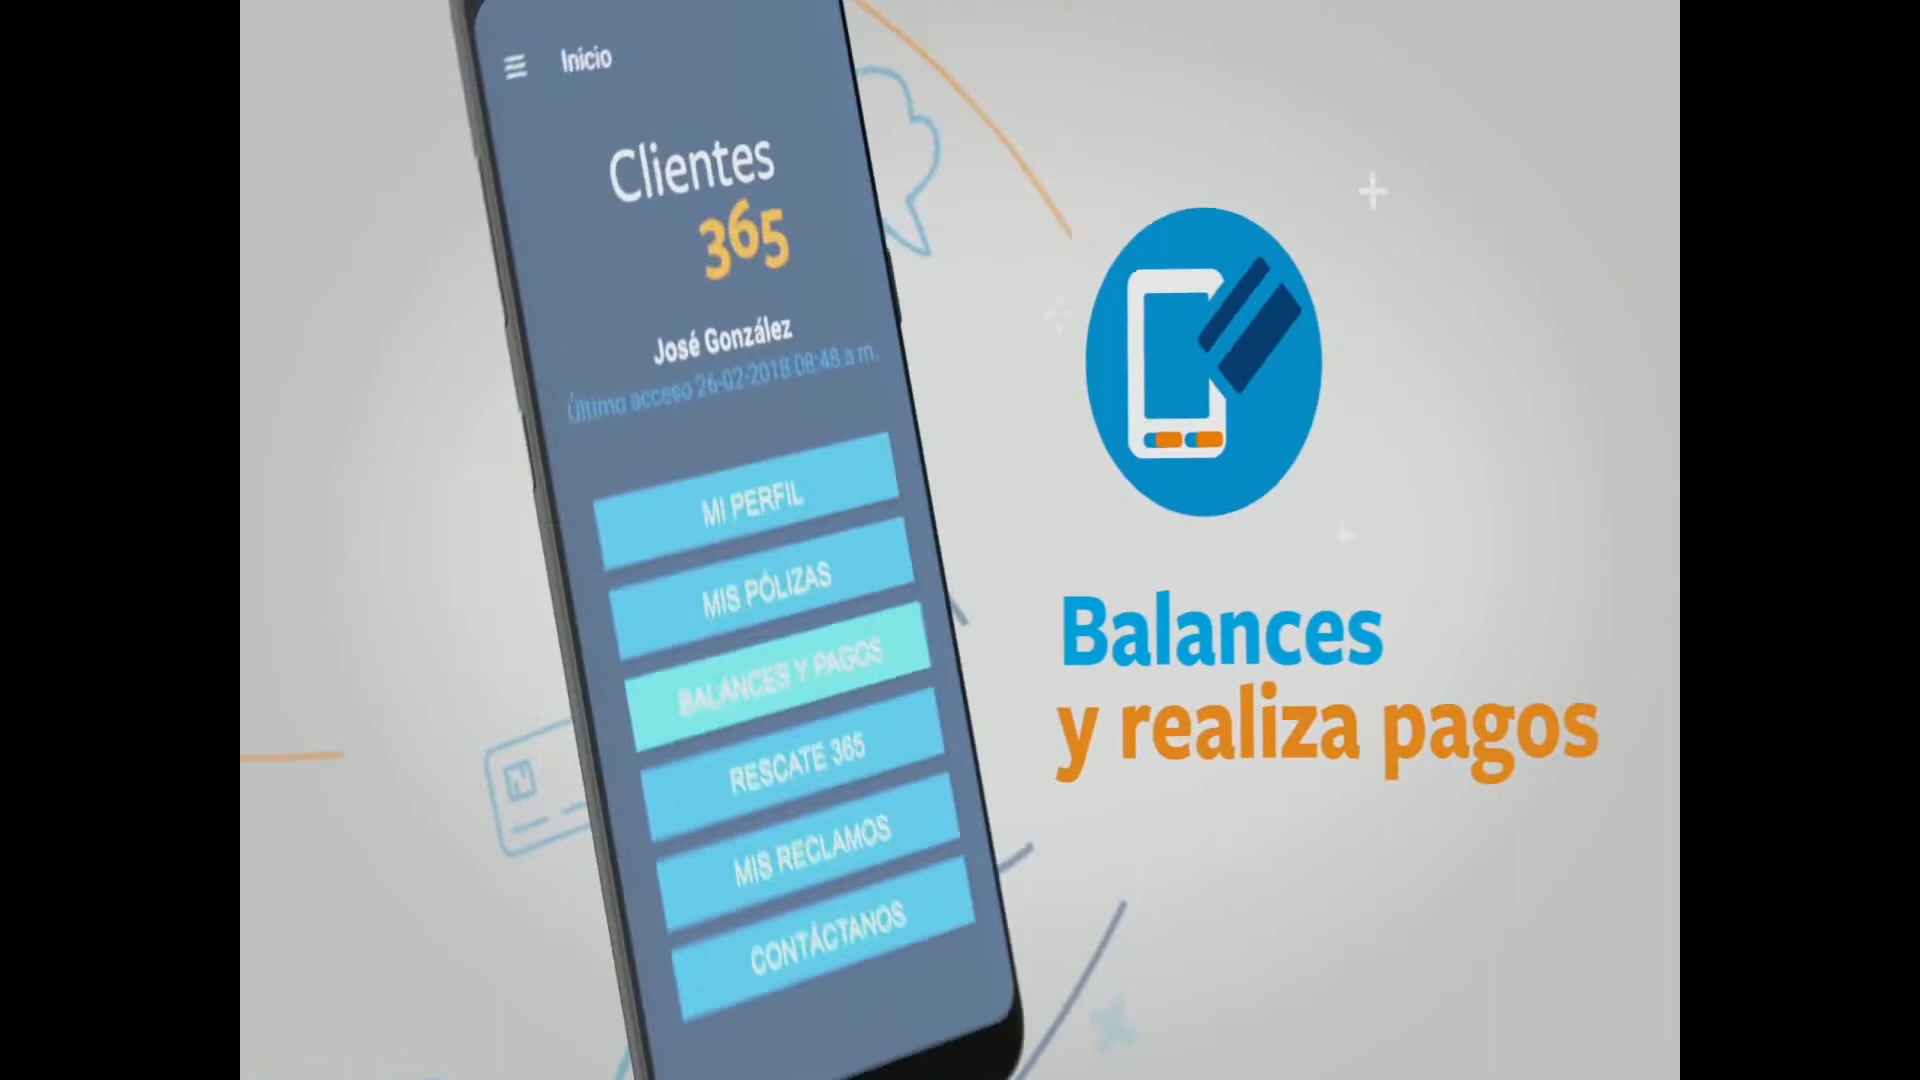 Inicio
Clientes
365
José González
Último acceso 26-02-2018 08:48 a.m.
MI PERFIL
MIS PÓLIZAS
BALANCES Y PAGOS
RESCATE 365
MIS RECLAMOS
CONTÁCTANOS
Balances
y realiza pagos